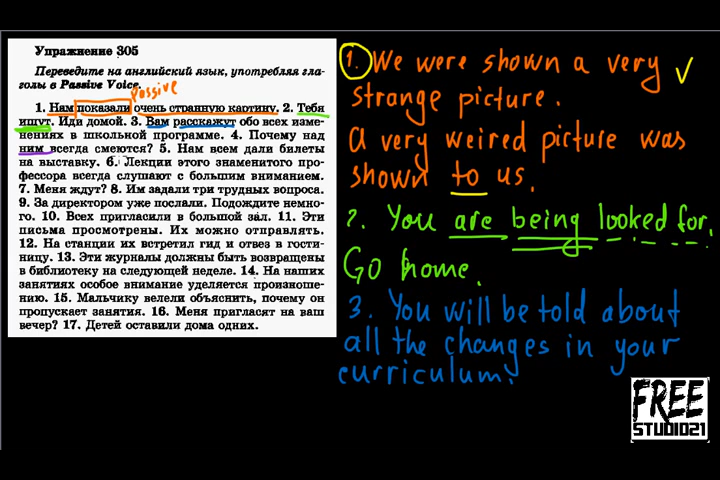 Упражнение 305
Переведите на английский язык, употребляя гла-
голы в Passive Voice.
passive
1. Нам показали очень странную картину. 2. Тебя
ищут. Иди домой. 3. Вам расскажут обо всех изме-
нениях в школьной программе. 4. Почему над
ним всегда смеются? 5. Нам всем дали билеты
на выставку. 6. Лекции этого знаменитого про-
фессора всегда слушают с большим вниманием.
7. Меня ждут? 8. Им задали три трудных вопроса.
9. За директором уже послали. Подождите немно-
го. 10. Всех пригласили в большой зал. 11. Эти
письма просмотрены. Их можно отправлять.
12. На станции их встретил гид и отвез в гости-
ницу. 13. Эти журналы должны быть возвращены
в библиотеку на следующей неделе. 14. На наших
занятиях особое внимание уделяется произноше-
нию. 15. Мальчику велели объяснить, почему он
пропускает занятия. 16. Меня пригласят на ваш
вечер? 17. Детей оставили дома одних.
1. We were shown a very
strange picture.
A very weired picture was
shown to us.
2. You are being looked for.
Go home.
3. You will be told about
all the changes in your
curriculum.
FREE
STUDIO21